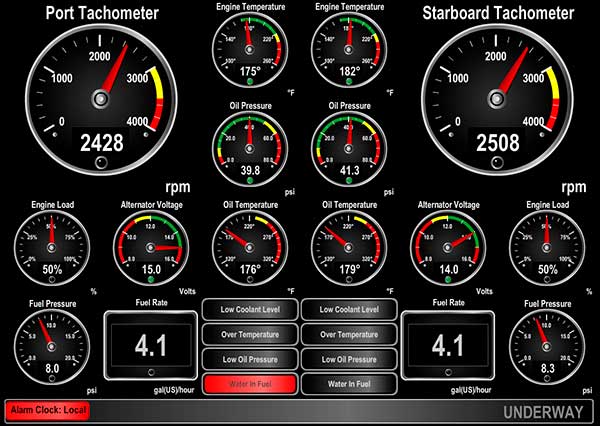 Port Tachometer
Engine Temperature
Engine Temperature
Starboard Tachometer
0 1000 2000 3000 4000
2428
rpm
100° 140° 180° 220° 260°
175°
°F
100° 140° 180° 220° 260°
182°
°F
0 1000 2000 3000 4000
2508
rpm
Oil Pressure
Oil Pressure
0.0 20.0 40.0 60.0 80.0
39.8
psi
0.0 20.0 40.0 60.0 80.0
41.3
psi
Engine Load
Alternator Voltage
Oil Temperature
Oil Temperature
Alternator Voltage
Engine Load
0% 25% 50% 75% 100%
50%
%
8.0 10.0 12.0 14.0 16.0
15.0
Volts
120° 170° 220° 270° 320°
176°
°F
120° 170° 220° 270° 320°
179°
°F
8.0 10.0 12.0 14.0 16.0
14.0
Volts
0% 25% 50% 75% 100%
50%
%
Fuel Pressure
Fuel Rate
Low Coolant Level
Low Coolant Level
Fuel Rate
Fuel Pressure
0.0 5.0 10.0 15.0 20.0
8.0
psi
4.1
gal(US)/hour
Over Temperature
Over Temperature
Low Oil Pressure
Low Oil Pressure
Water In Fuel
Water In Fuel
4.1
gal(US)/hour
0.0 5.0 10.0 15.0 20.0
8.3
psi
Alarm Clock: Local
UNDERWAY